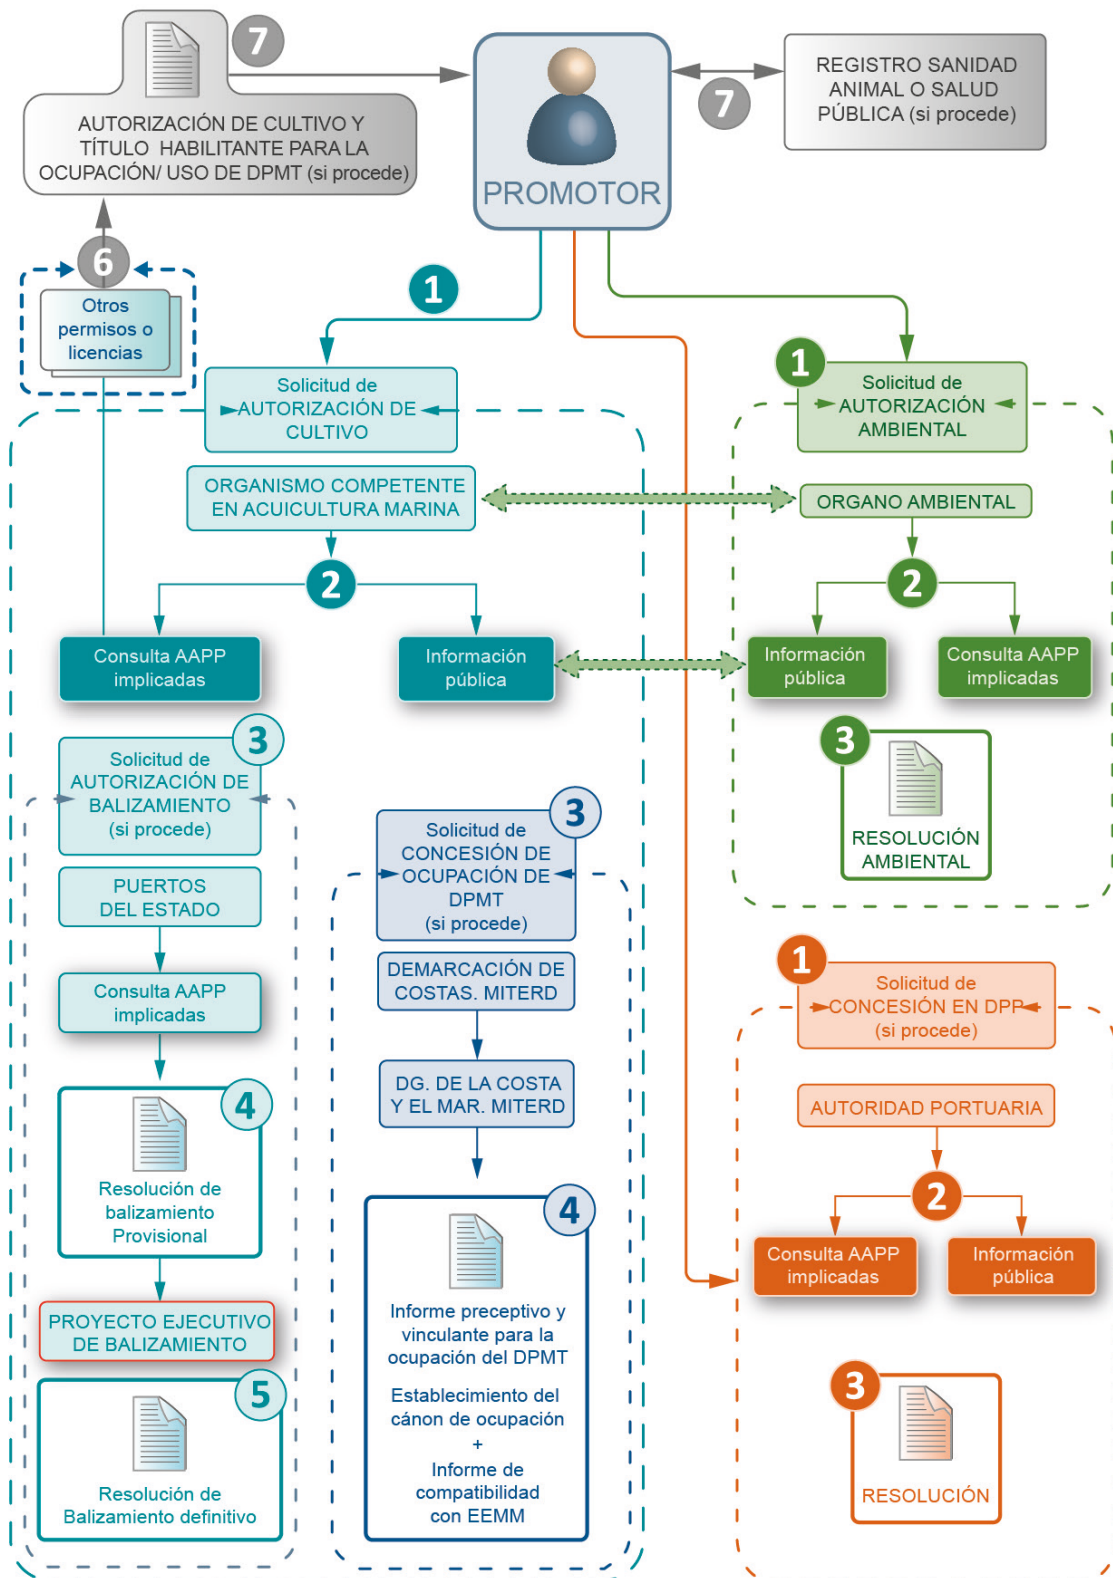 7
AUTORIZACIÓN DE CULTIVO Y
TÍTULO HABILITANTE PARA LA
OCUPACIÓN/ USO DE DPMT (si procede)
PROMOTOR
7
REGISTRO SANIDAD
ANIMAL O SALUD
PÚBLICA (si procede)
6
Otros
permisos o
licencias
1
Solicitud de
AUTORIZACIÓN DE
CULTIVO
ORGANISMO COMPETENTE
EN ACUICULTURA MARINA
2
Consulta AAPP
implicadas
Información
pública
1
Solicitud de
AUTORIZACIÓN
AMBIENTAL
ORGANO AMBIENTAL
2
Información
pública
Consulta AAPP
implicadas
3
RESOLUCIÓN
AMBIENTAL
3
Solicitud de
AUTORIZACIÓN DE
BALIZAMIENTO
(si procede)
PUERTOS
DEL ESTADO
Consulta AAPP
implicadas
4
Resolución de
balizamiento
Provisional
PROYECTO EJECUTIVO
DE BALIZAMIENTO
5
Resolución de
Balizamiento definitivo
3
Solicitud de
CONCESIÓN DE
OCUPACIÓN DE
DPMT
(si procede)
DEMARCACIÓN DE
COSTAS. MITERD
DG. DE LA COSTA
Y EL MAR. MITERD
4
Informe preceptivo y
vinculante para la
ocupación del DPMT
Establecimiento del
cánon de ocupación
+
Informe de
compatibilidad
con EEMM
1
Solicitud de
CONCESIÓN EN DPP
(si procede)
AUTORIDAD PORTUARIA
2
Consulta AAPP
implicadas
Información
pública
3
RESOLUCIÓN